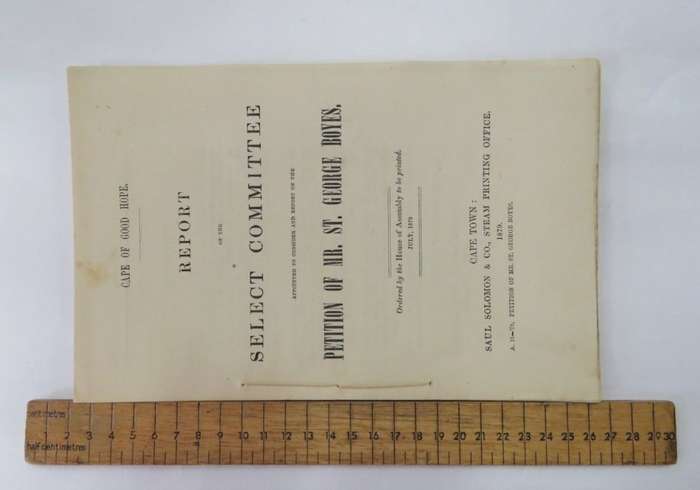 CAPE OF GOOD HOPE.
REPORT
OF THE
SELECT COMMITTEE
APPOINTED TO CONSIDER AND REPORT ON THE
PETITION OF MR. ST. GEORGE BOYES.
Ordered by the House of Assembly to be printed.
JULY, 1879
CAPE TOWN:
SAUL SOLOMON & CO., STEAM PRINTING OFFICE,
1879.
PETITION OF MR. ST. GEORGE BOYES.
centimetres
2 3 4 5 6 7 8 9 10 11 12 13 14 15 16 17 18 19 20 21 22 23 24 25 26 27 28 29 30
half centimetres